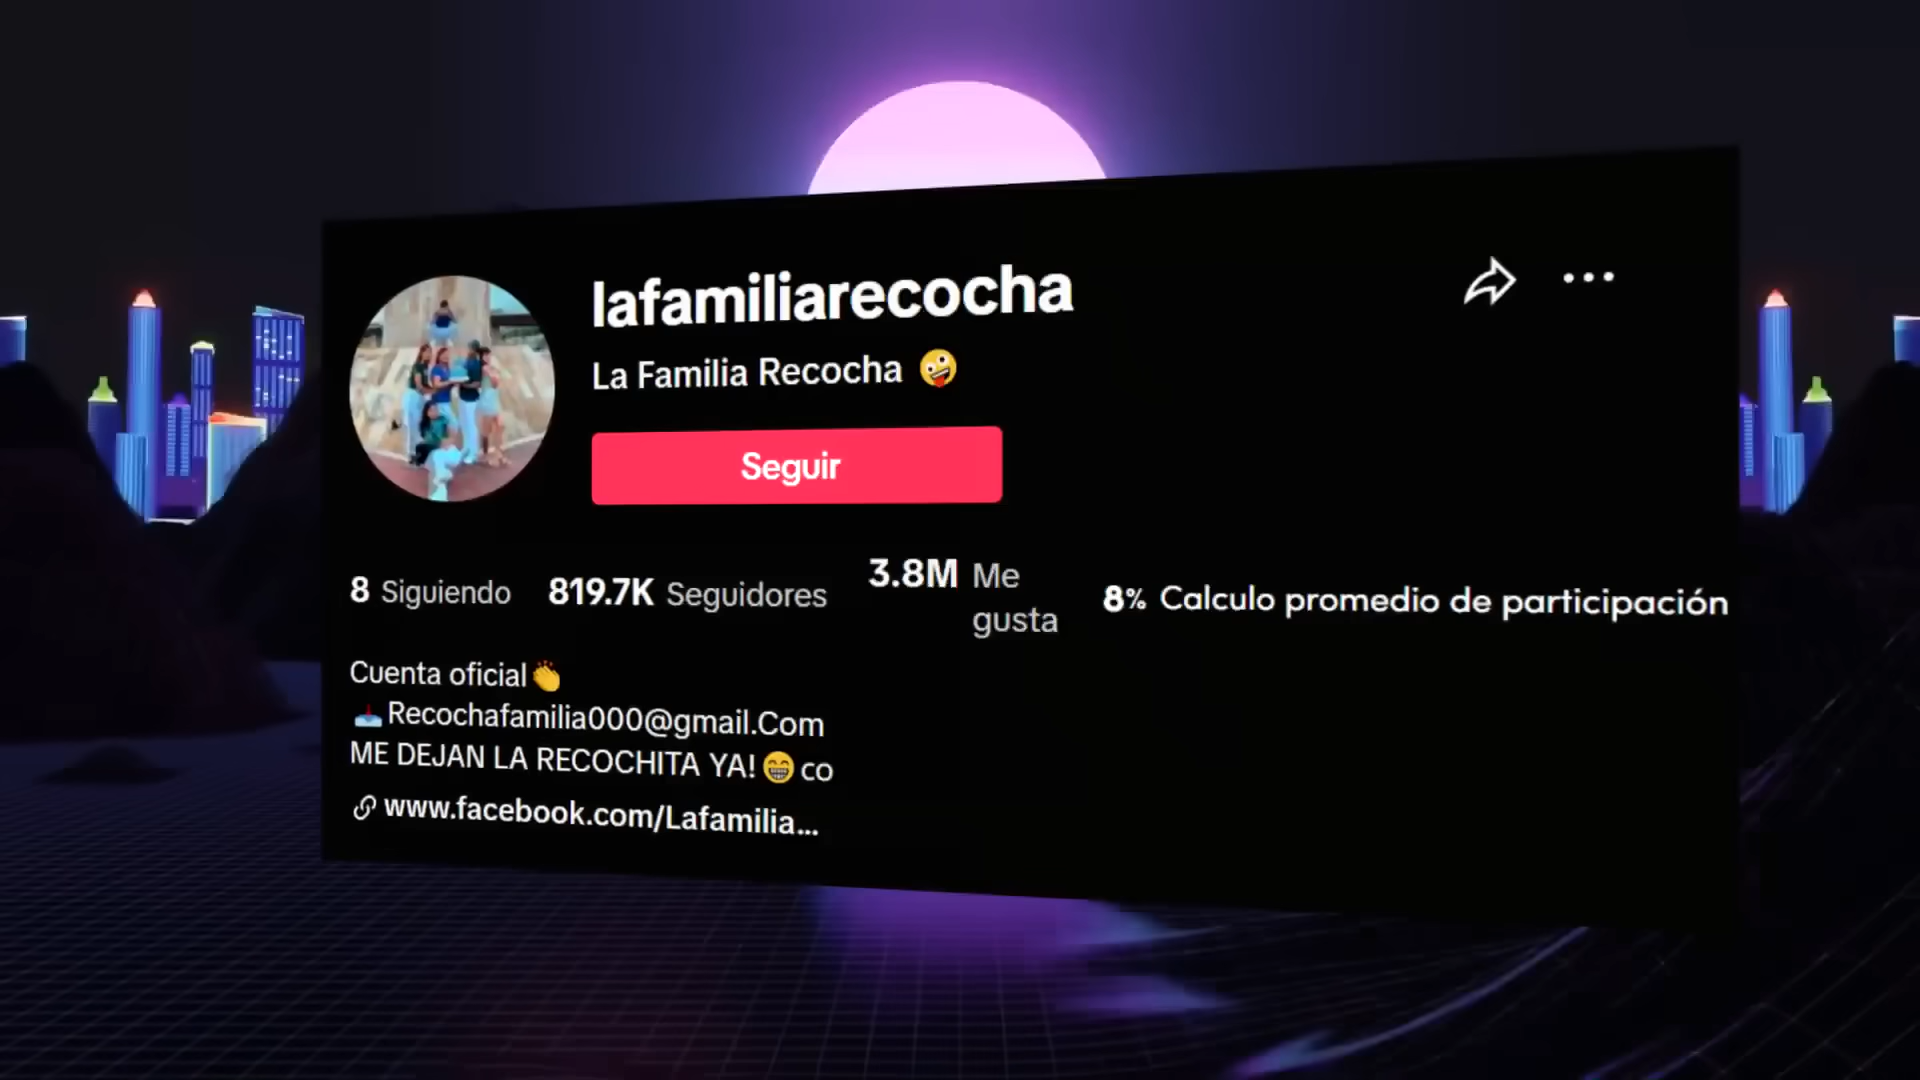 lafamiliarecocha
La Familia Recocha 🤪
Seguir
8 Siguiendo 819.7K Seguidores 3.8M Me gusta 8% Calculo promedio de participación
Cuenta oficial👏
📥Recochafamilia000@gmail.Com
ME DEJAN LA RECOCHITA YA!😁co
www.facebook.com/Lafamilia...